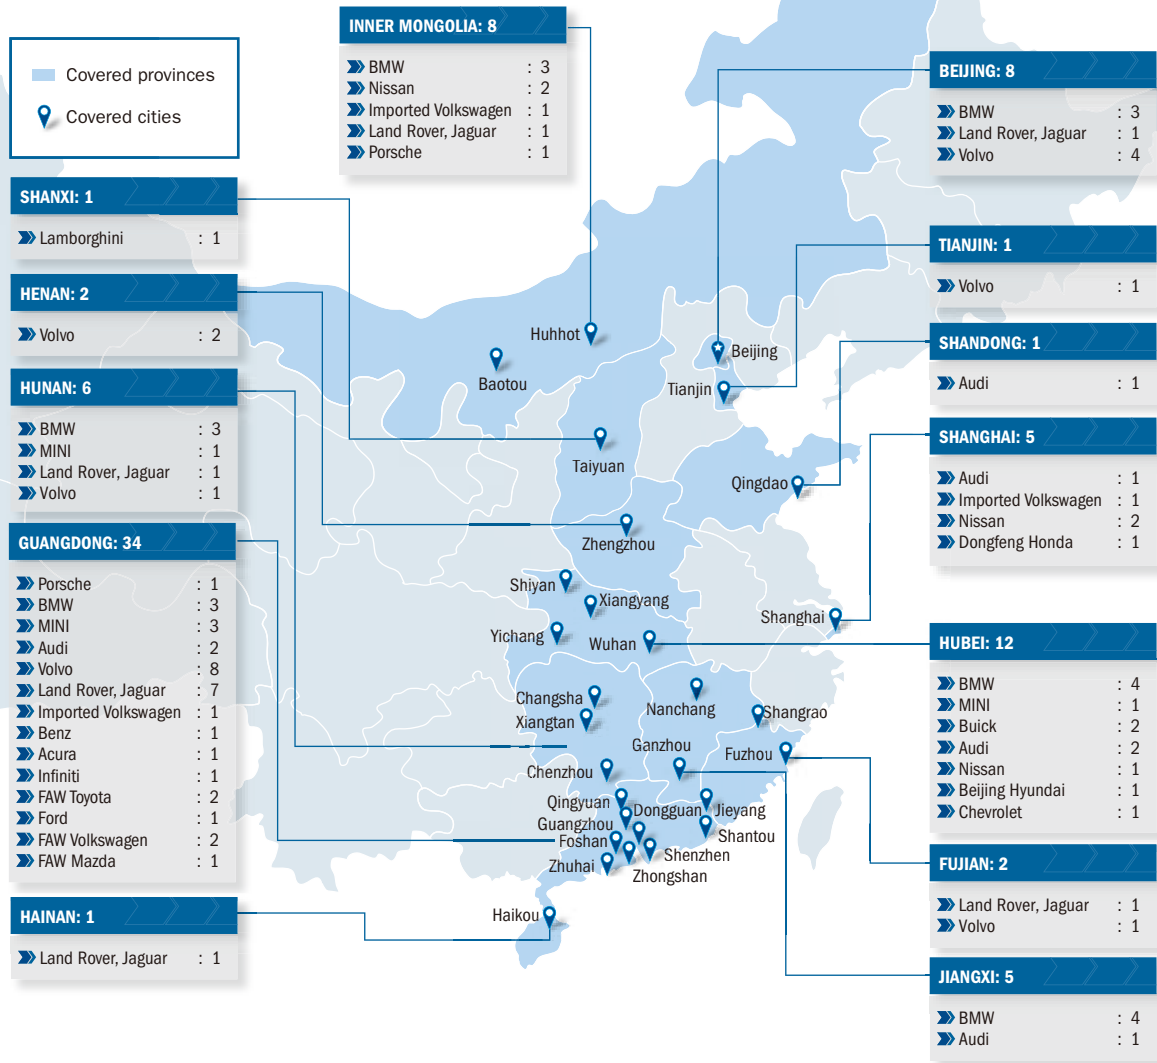 Covered provinces
Covered cities
INNER MONGOLIA: 8
BMW : 3
Nissan : 2
Imported Volkswagen : 1
Land Rover, Jaguar : 1
Porsche : 1
SHANXI: 1
Lamborghini : 1
HENAN: 2
Volvo : 2
HUNAN: 6
BMW : 3
MINI : 1
Land Rover, Jaguar : 1
Volvo : 1
GUANGDONG: 34
Porsche : 1
BMW : 3
MINI : 3
Audi : 2
Volvo : 8
Land Rover, Jaguar : 7
Imported Volkswagen : 1
Benz : 1
Acura : 1
Infiniti : 1
FAW Toyota : 2
Ford : 1
FAW Volkswagen : 2
FAW Mazda : 1
HAINAN: 1
Land Rover, Jaguar : 1
Huhhot
Baotou
Beijing
Tianjin
Taiyuan
Qingdao
Zhengzhou
Shiyan
Xiangyang
Yichang
Wuhan
Shanghai
Changsha
Xiangtan
Nanchang
Shangrao
Ganzhou
Fuzhou
Chenzhou
Qingyuan
Dongguan
Jieyang
Guangzhou
Shantou
Foshan
Shenzhen
Zhuhai
Zhongshan
Haikou
BEIJING: 8
BMW : 3
Land Rover, Jaguar : 1
Volvo : 4
TIANJIN: 1
Volvo : 1
SHANDONG: 1
Audi : 1
SHANGHAI: 5
Audi : 1
Imported Volkswagen : 1
Nissan : 2
Dongfeng Honda : 1
HUBEI: 12
BMW : 4
MINI : 1
Buick : 2
Audi : 2
Nissan : 1
Beijing Hyundai : 1
Chevrolet : 1
FUJIAN: 2
Land Rover, Jaguar : 1
Volvo : 1
JIANGXI: 5
BMW : 4
Audi : 1